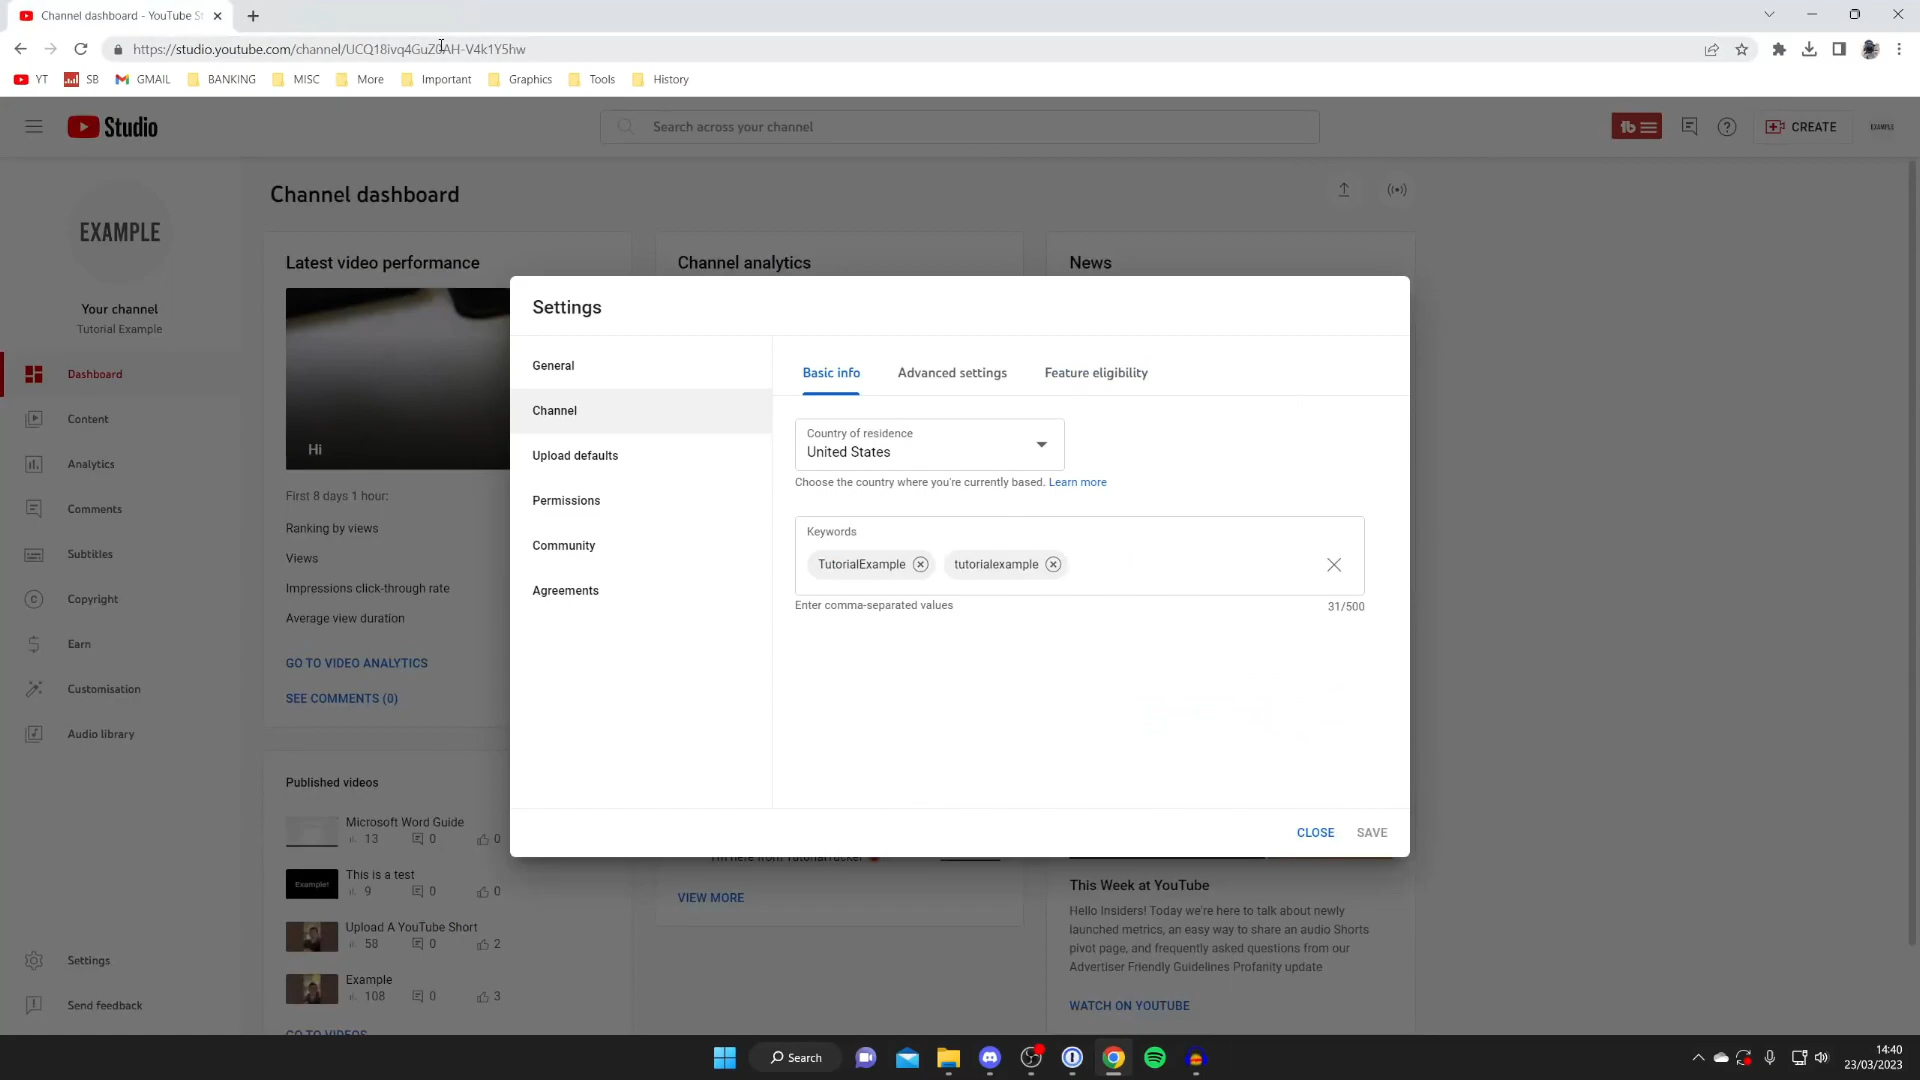 Channel dashboard - YouTube St
https://studio.youtube.com/channel/UCQ18ivq4GuZ0AH-V4k1Y5hw
YT
SB
GMAIL
BANKING
MISC
More
Important
Graphics
Tools
History
Studio
Search across your channel
tb
CREATE
EXAMPLE
EXAMPLE
Your channel
Tutorial Example
Dashboard
Content
Analytics
Comments
Subtitles
Copyright
Earn
Customisation
Audio library
Settings
Send feedback
Channel dashboard
Latest video performance
Hi
First 8 days 1 hour:
Ranking by views
Views
Impressions click-through rate
Average view duration
GO TO VIDEO ANALYTICS
SEE COMMENTS (0)
Published videos
Microsoft Word Guide
13 0 0
Example!
This is a test
9 0 0
Upload A YouTube Short
58 0 2
Example
108 0 3
GO TO VIDEOS
Channel analytics
VIEW MORE
News
This Week at YouTube
Hello Insiders! Today we're here to talk about newly
launched metrics, an easy way to share an audio Shorts
pivot page, and frequently asked questions from our
Advertiser Friendly Guidelines Profanity update
WATCH ON YOUTUBE
Settings
General
Channel
Upload defaults
Permissions
Community
Agreements
Basic info
Advanced settings
Feature eligibility
Country of residence
United States
Choose the country where you're currently based. Learn more
Keywords
TutorialExample
tutorialexample
Enter comma-separated values
31/500
CLOSE
SAVE
Search
14:40
23/03/2023